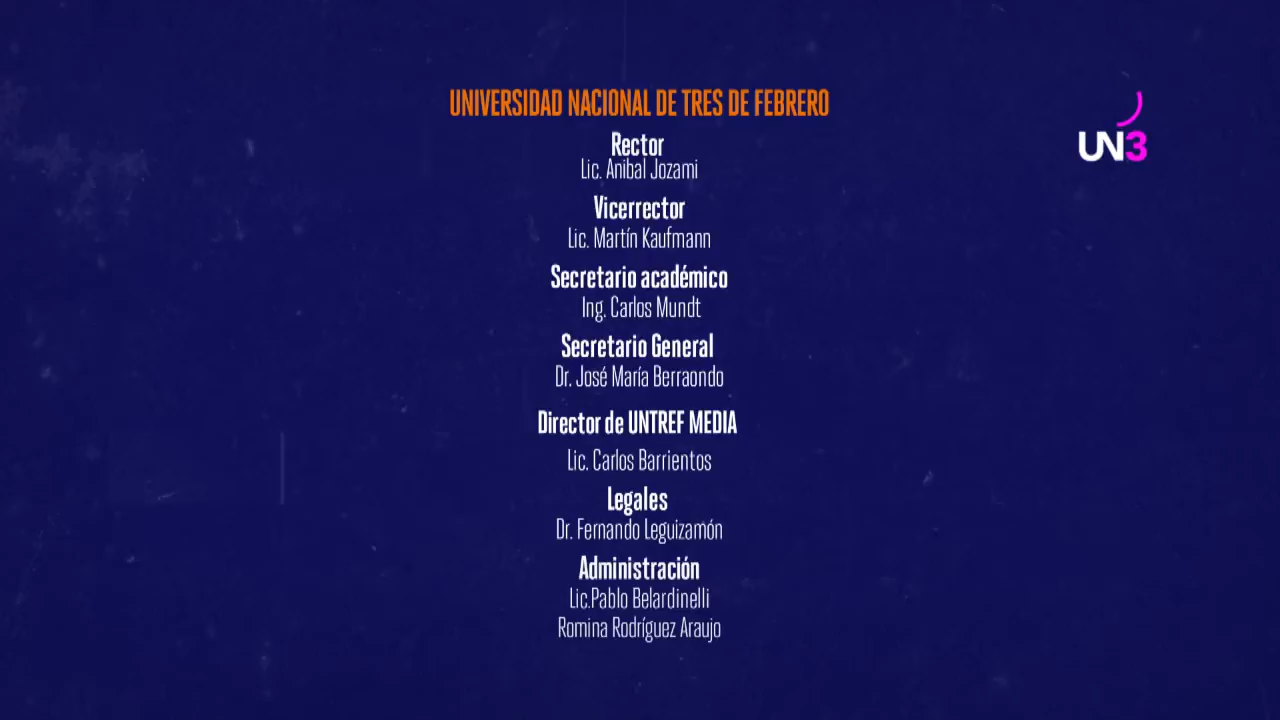 UNIVERSIDAD NACIONAL DE TRES DE FEBRERO
UN3
Rector
Lic. Anibal Jozami
Vicerrector
Lic. Martín Kaufmann
Secretario académico
Ing. Carlos Mundt
Secretario General
Dr. José María Berraondo
Director de UNTREF MEDIA
Lic. Carlos Barrientos
Legales
Dr. Fernando Leguizamón
Administración
Lic.Pablo Belardinelli
Romina Rodríguez Araujo